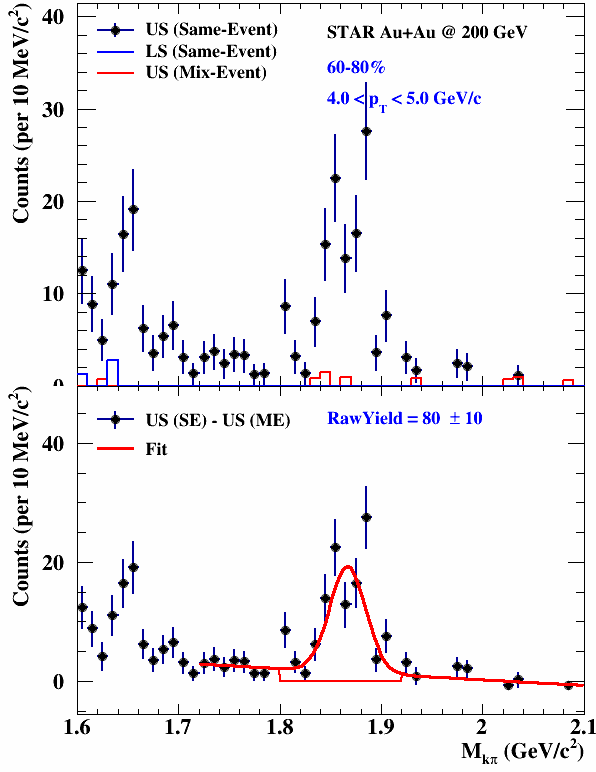 40
30
20
10
0
Counts (per 10 MeV/c²)
US (Same-Event)
LS (Same-Event)
US (Mix-Event)
STAR Au+Au @ 200 GeV
60-80%
4.0 < p_T < 5.0 GeV/c
40
20
0
Counts (per 10 MeV/c²)
US (SE) - US (ME)
Fit
RawYield = 80 ± 10
1.6 1.7 1.8 1.9 2 2.1
M_kπ (GeV/c²)